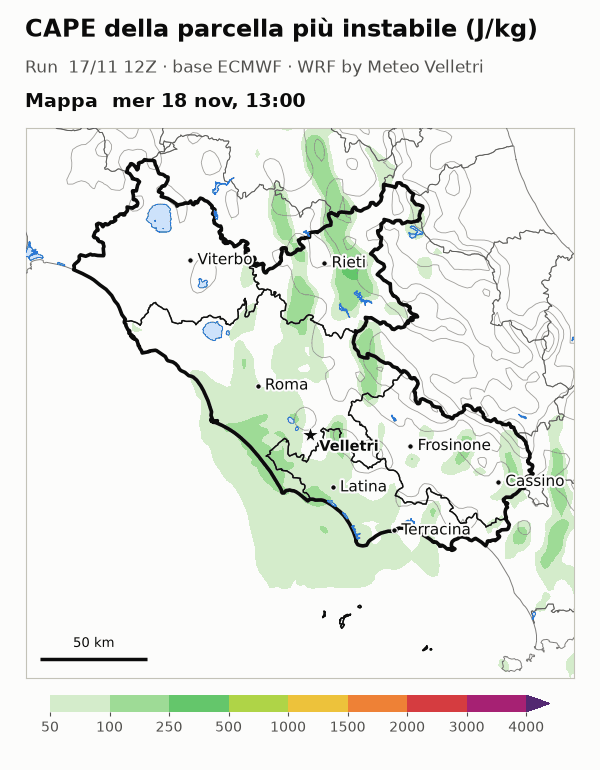 CAPE della parcella più instabile (J/kg)
Run  17/11 12Z · base ECMWF · WRF by Meteo Velletri
Mappa  mer 18 nov, 13:00
Viterbo
Rieti
Roma
Velletri
Frosinone
Latina
Cassino
Terracina
50 km
50 100 250 500 1000 1500 2000 3000 4000